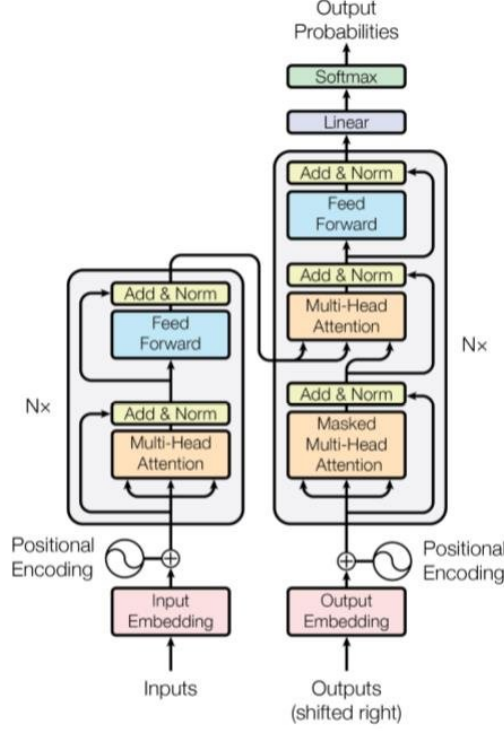 Output
Probabilities
Softmax
Linear
Add & Norm
Feed
Forward
Add & Norm
Multi-Head
Attention
Add & Norm
Masked
Multi-Head
Attention
Nx
Add & Norm
Feed
Forward
Add & Norm
Multi-Head
Attention
Nx
Positional
Encoding
Positional
Encoding
Input
Embedding
Output
Embedding
Inputs
Outputs
(shifted right)